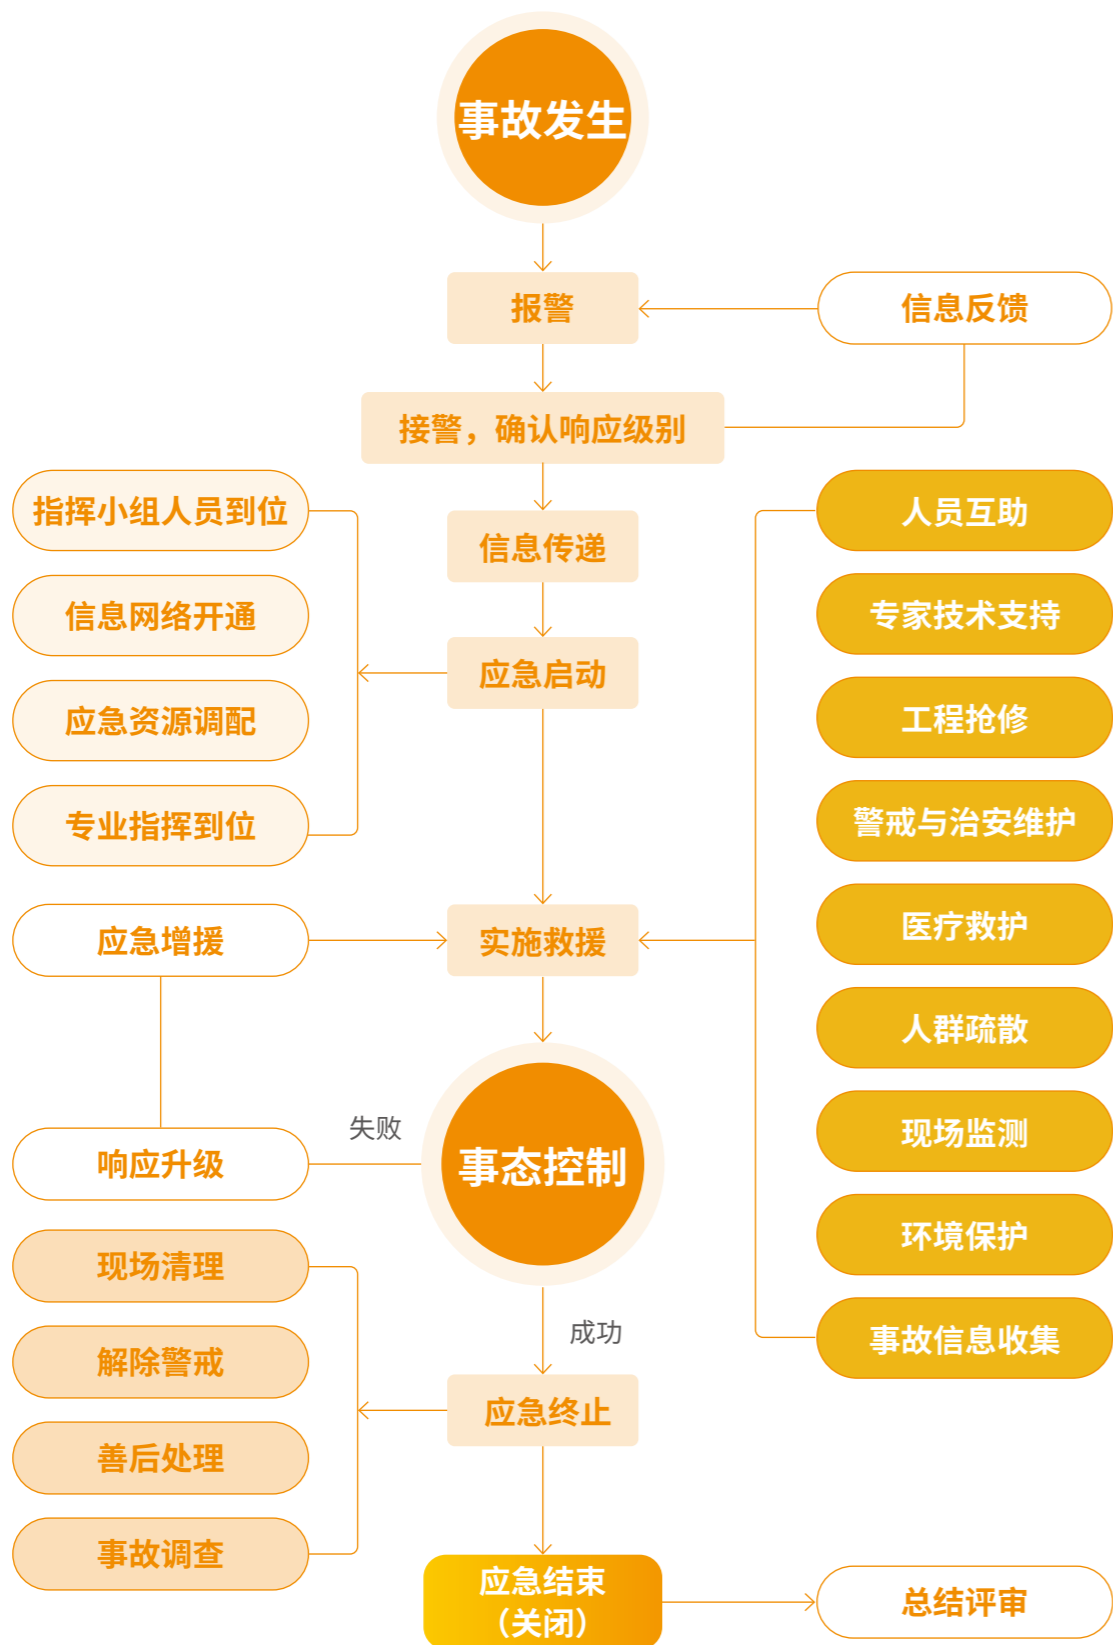 事故发生
报警
信息反馈
接警，确认响应级别
信息传递
应急启动
指挥小组人员到位
信息网络开通
应急资源调配
专业指挥到位
人员互助
专家技术支持
工程抢修
警戒与治安维护
医疗救护
人群疏散
现场监测
环境保护
事故信息收集
应急增援
实施救援
响应升级
失败
事态控制
成功
现场清理
解除警戒
善后处理
事故调查
应急终止
应急结束
（关闭）
总结评审